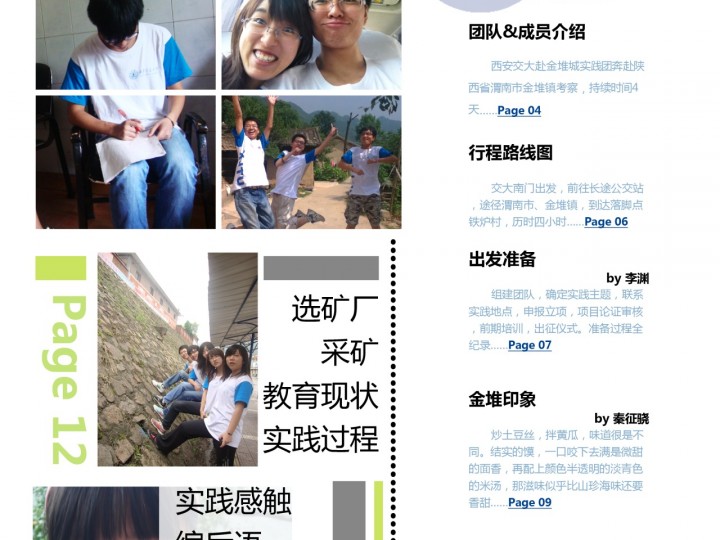 团队&成员介绍
西安交大赴金堆城实践团奔赴陕
西省渭南市金堆镇考察，持续时间4
天......Page 04
行程路线图
交大南门出发，前往长途公交站
，途径渭南市、金堆镇，到达落脚点
铁炉村，历时四小时......Page 06
出发准备
by 李渊
组建团队，确定实践主题，联系
实践地点，申报立项，项目论证审核
，前期培训，出征仪式。准备过程全
纪录......Page 07
金堆印象
by 秦征骁
炒土豆丝，拌黄瓜，味道很是不
同。结实的馍，一口咬下去满是微甜
的面香，再配上颜色半透明的淡青色
的米汤，那滋味似乎比山珍海味还要
香甜......Page 09
Page 12
选矿厂
采矿
教育现状
实践过程
实践感触
编后语